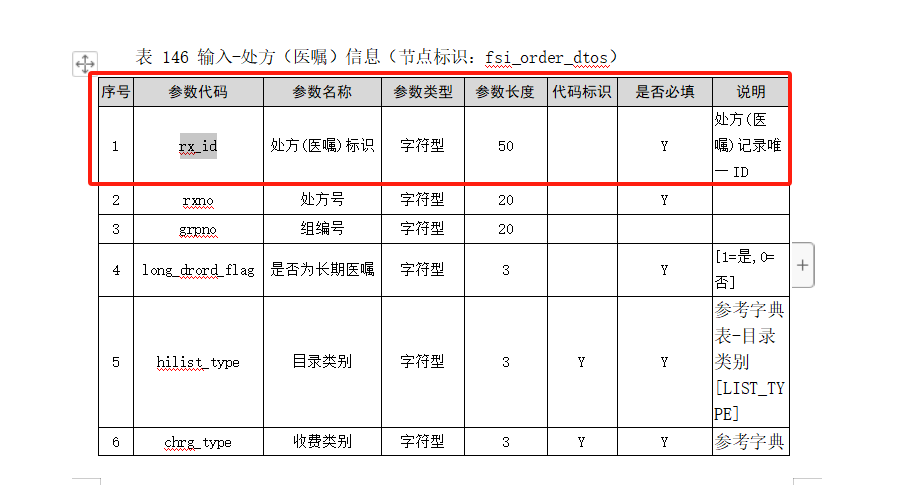 表 146 输入-处方（医嘱）信息（节点标识：fsi_order_dtos）
序号 参数代码 参数名称 参数类型 参数长度 代码标识 是否必填 说明
1 rx_id 处方(医嘱)标识 字符型 50 Y 处方(医
嘱)记录唯
一 ID
2 rxno 处方号 字符型 20 Y
3 grpno 组编号 字符型 20
4 long_drord_flag 是否为长期医嘱 字符型 3 Y [1=是,0=
否]
5 hilist_type 目录类别 字符型 3 Y Y 参考字典
表-目录
类别
[LIST_TY
PE]
6 chrg_type 收费类别 字符型 3 Y Y 参考字典